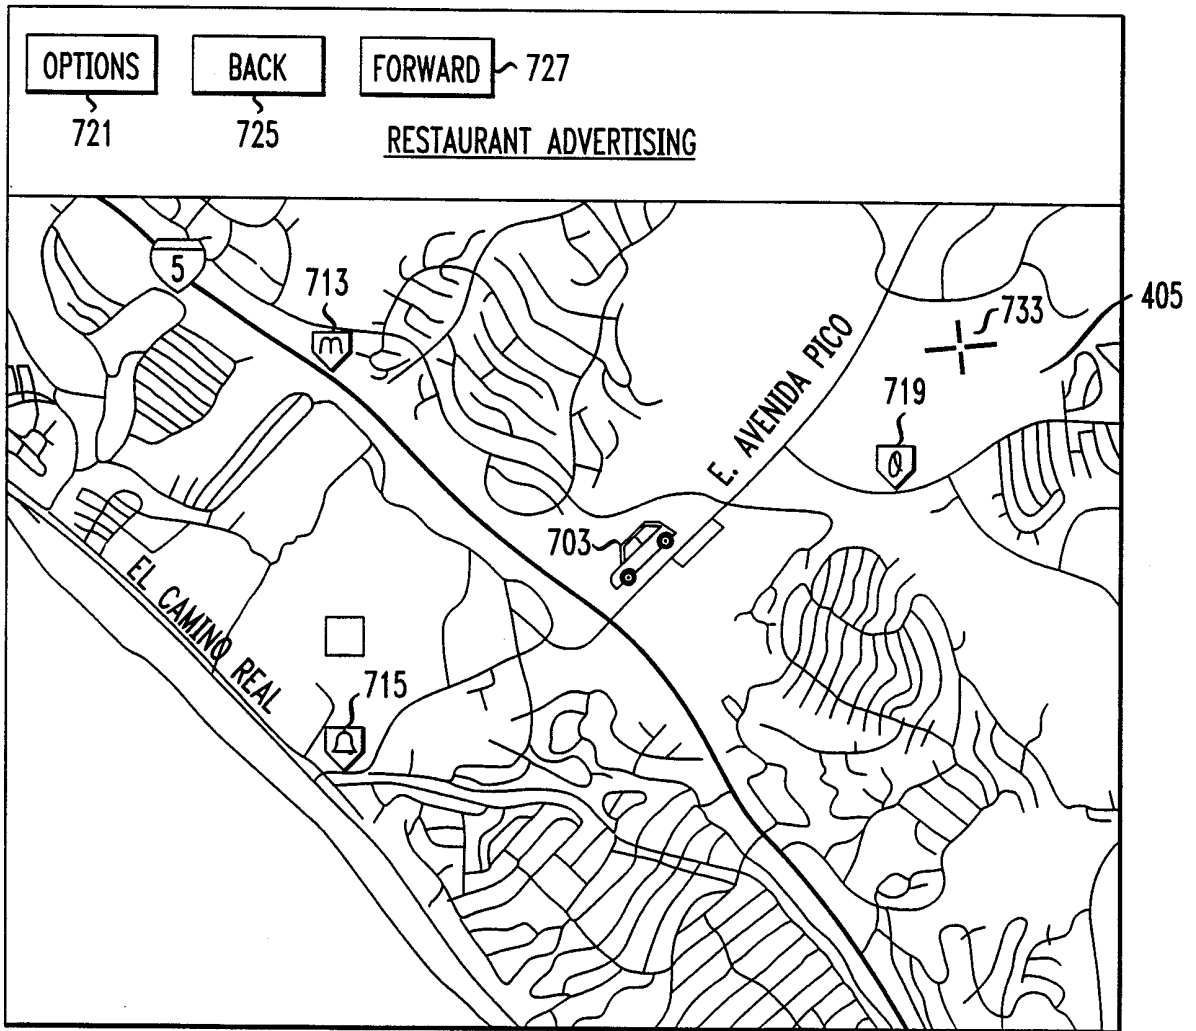 OPTIONS BACK FORWARD 727
721 725
RESTAURANT ADVERTISING
5
713
405
733
E. AVENIDA PICO
719
703
EL CAMINO REAL
715